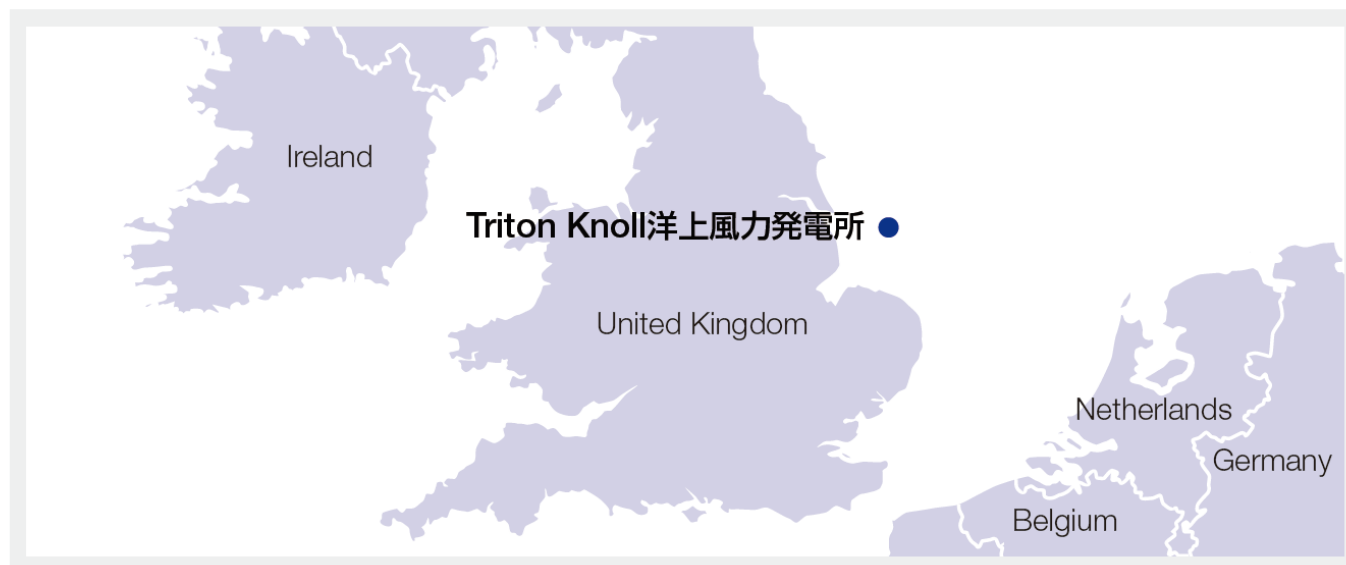 Ireland
Triton Knoll洋上風力発電所
United Kingdom
Netherlands
Germany
Belgium